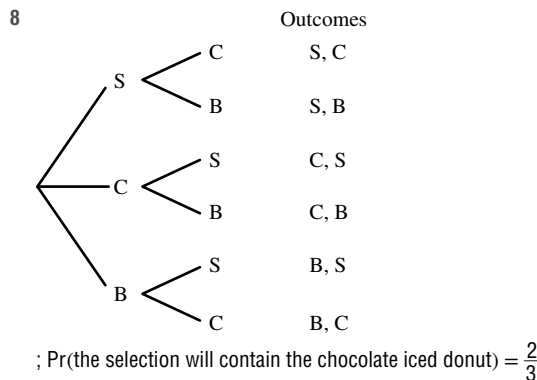 8
Outcomes
C S, C
S
B S, B
S C, S
C
B C, B
S B, S
B
C B, C
; Pr(the selection will contain the chocolate iced donut) = 2/3